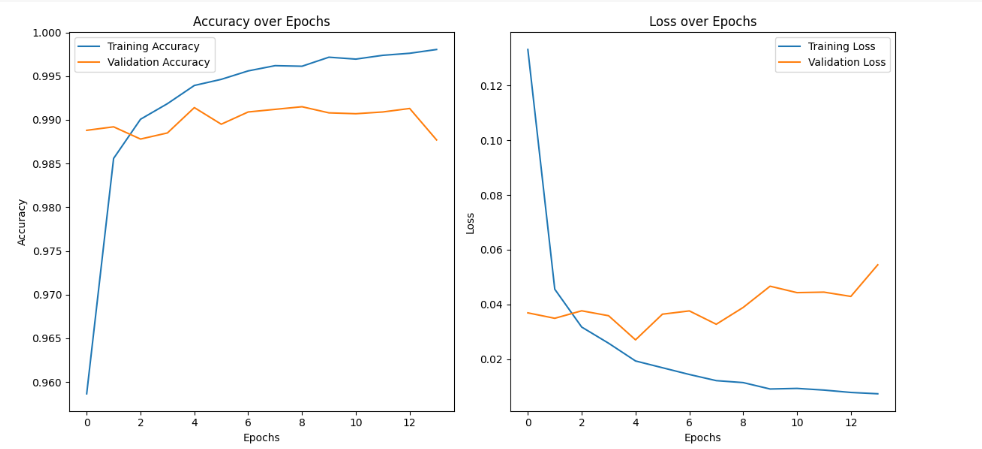 Accuracy over Epochs
1.000
0.995
0.990
0.985
0.980
0.975
0.970
0.965
0.960
Accuracy
Training Accuracy
Validation Accuracy
0 2 4 6 8 10 12
Epochs
Loss over Epochs
0.12
0.10
0.08
0.06
0.04
0.02
Loss
Training Loss
Validation Loss
0 2 4 6 8 10 12
Epochs